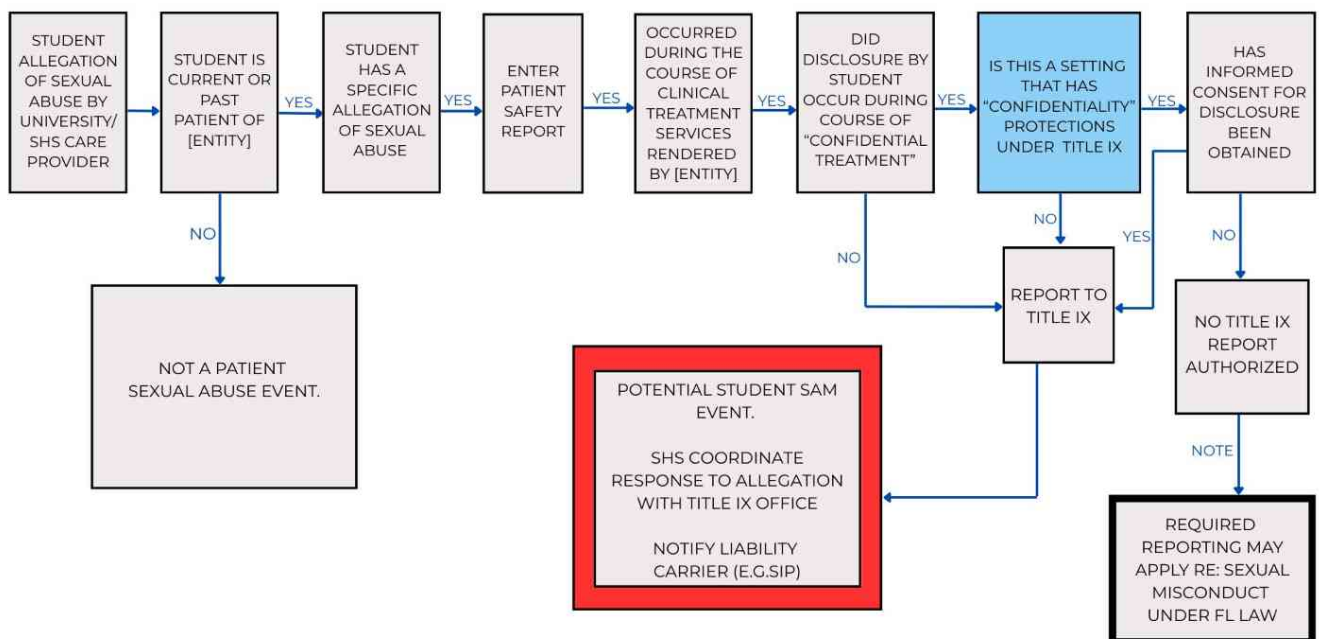 STUDENT
ALLEGATION
OF SEXUAL
ABUSE BY
UNIVERSITY/
SHS CARE
PROVIDER
STUDENT IS
CURRENT OR
PAST
PATIENT OF
[ENTITY]
YES
STUDENT
HAS A
SPECIFIC
ALLEGATION
OF SEXUAL
ABUSE
YES
ENTER
PATIENT
SAFETY
REPORT
YES
OCCURRED
DURING THE
COURSE OF
CLINICAL
TREATMENT
SERVICES
RENDERED
BY [ENTITY]
YES
DID
DISCLOSURE BY
STUDENT
OCCUR DURING
COURSE OF
“CONFIDENTIAL
TREATMENT”
YES
IS THIS A SETTING
THAT HAS
“CONFIDENTIALITY”
PROTECTIONS
UNDER TITLE IX
YES
HAS
INFORMED
CONSENT FOR
DISCLOSURE
BEEN
OBTAINED
NO
NO
NO
YES
NO
NOT A PATIENT
SEXUAL ABUSE EVENT.
REPORT TO
TITLE IX
NO TITLE IX
REPORT
AUTHORIZED
POTENTIAL STUDENT SAM
EVENT.
SHS COORDINATE
RESPONSE TO ALLEGATION
WITH TITLE IX OFFICE
NOTIFY LIABILITY
CARRIER (E.G.SIP)
NOTE
REQUIRED
REPORTING MAY
APPLY RE: SEXUAL
MISCONDUCT
UNDER FL LAW